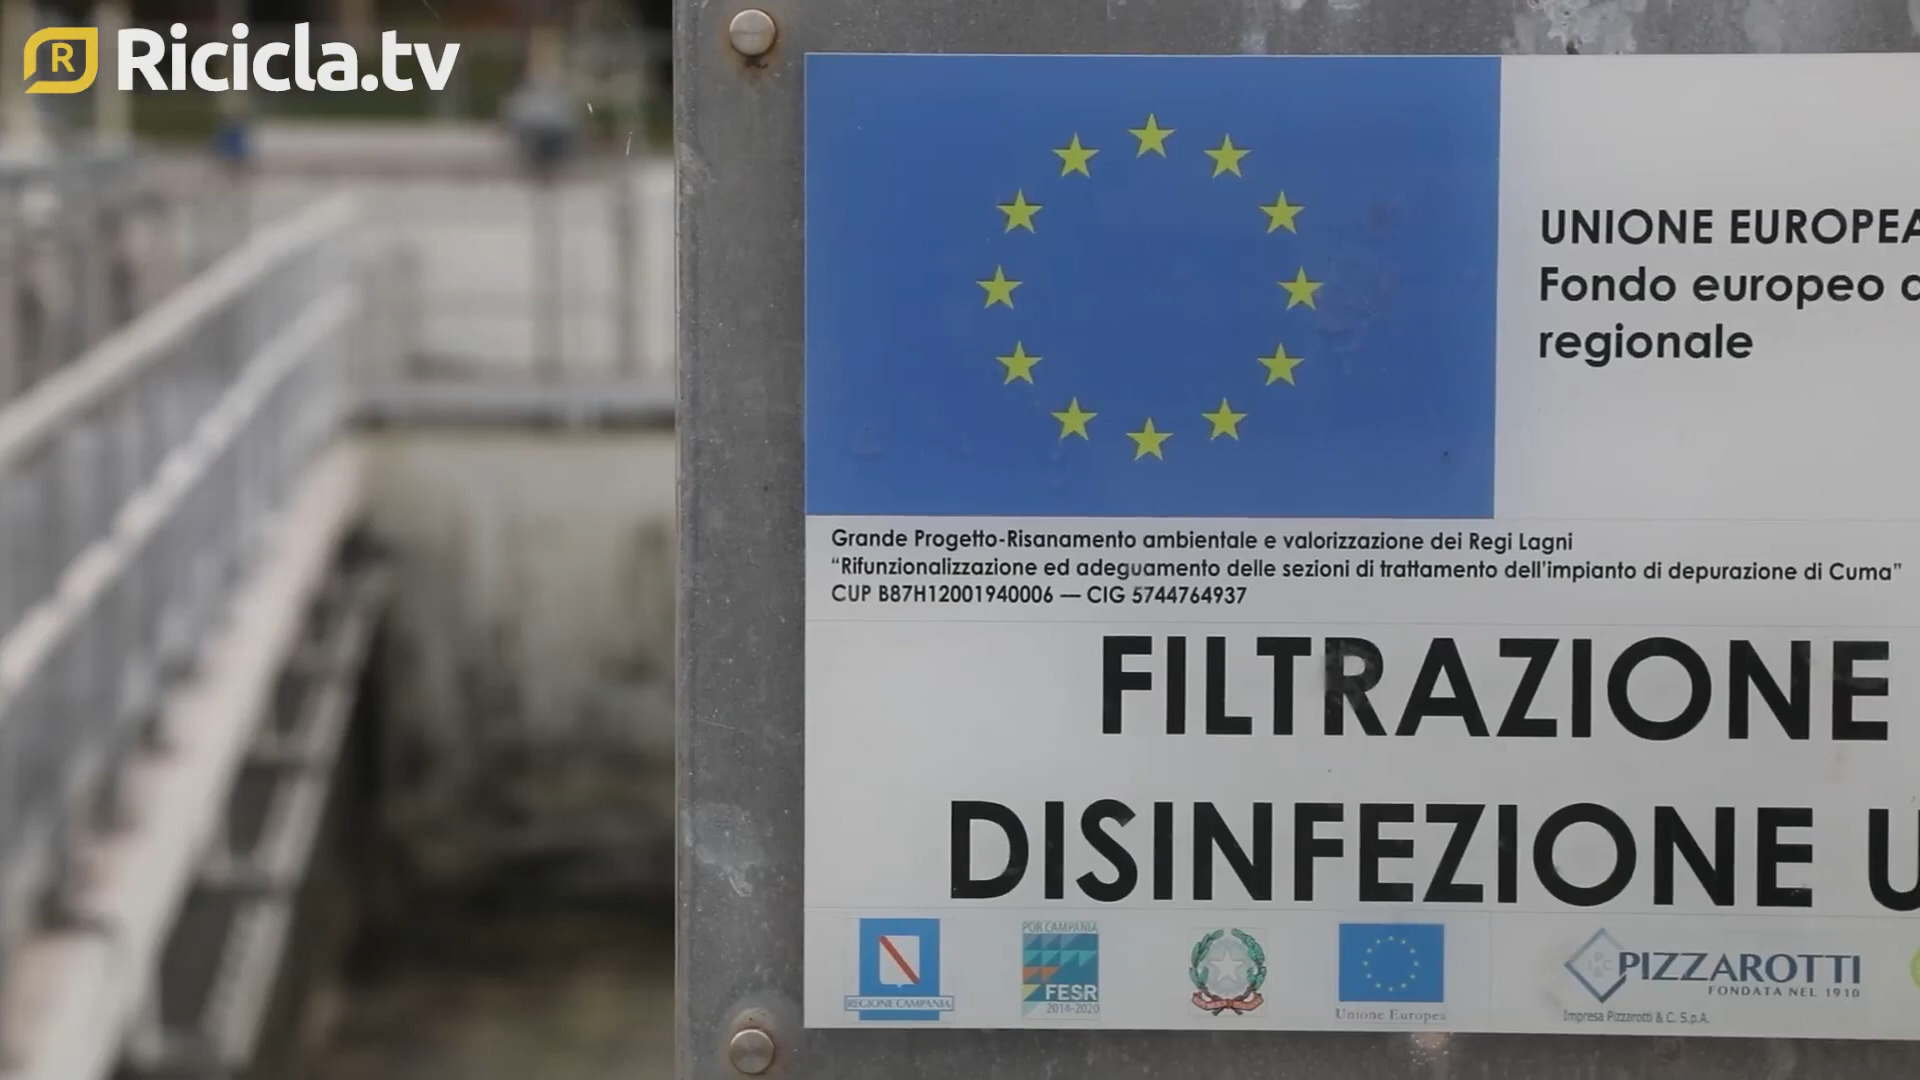 R Ricicla.tv
UNIONE EUROPEA
Fondo europeo
regionale
Grande Progetto-Risanamento ambientale e valorizzazione dei Regi Lagni
“Rifunzionalizzazione ed adeguamento delle sezioni di trattamento dell’impianto di depurazione di Cuma”
CUP B87H12001940006 — CIG 5744764937
FILTRAZIONE
DISINFEZIONE U
REGIONE CAMPANIA
POR CAMPANIA
FESR
2014-2020
Unione Europea
PIZZAROTTI
FONDATA NEL 1910
Impresa Pizzarotti & C. S.p.A.